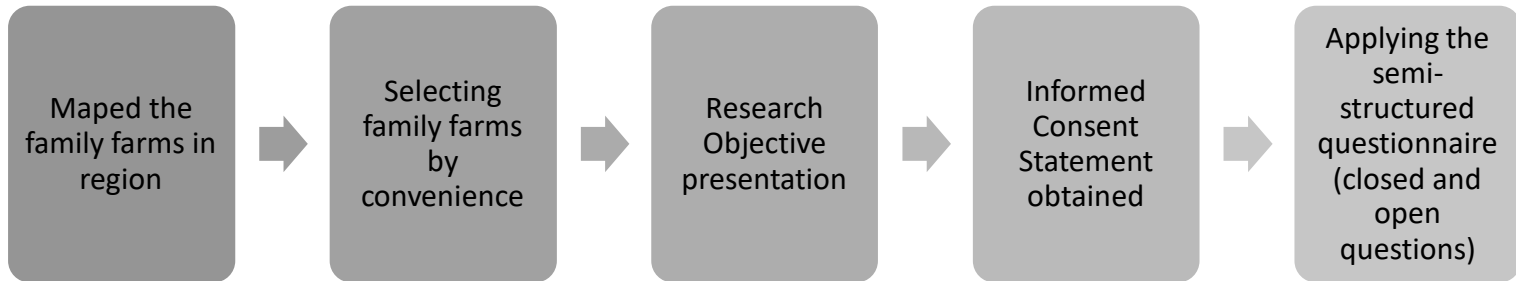 Maped the
family farms in
region
Selecting
family farms
by
convenience
Research
Objective
presentation
Informed
Consent
Statement
obtained
Applying the
semi-
structured
questionnaire
(closed and
open
questions)